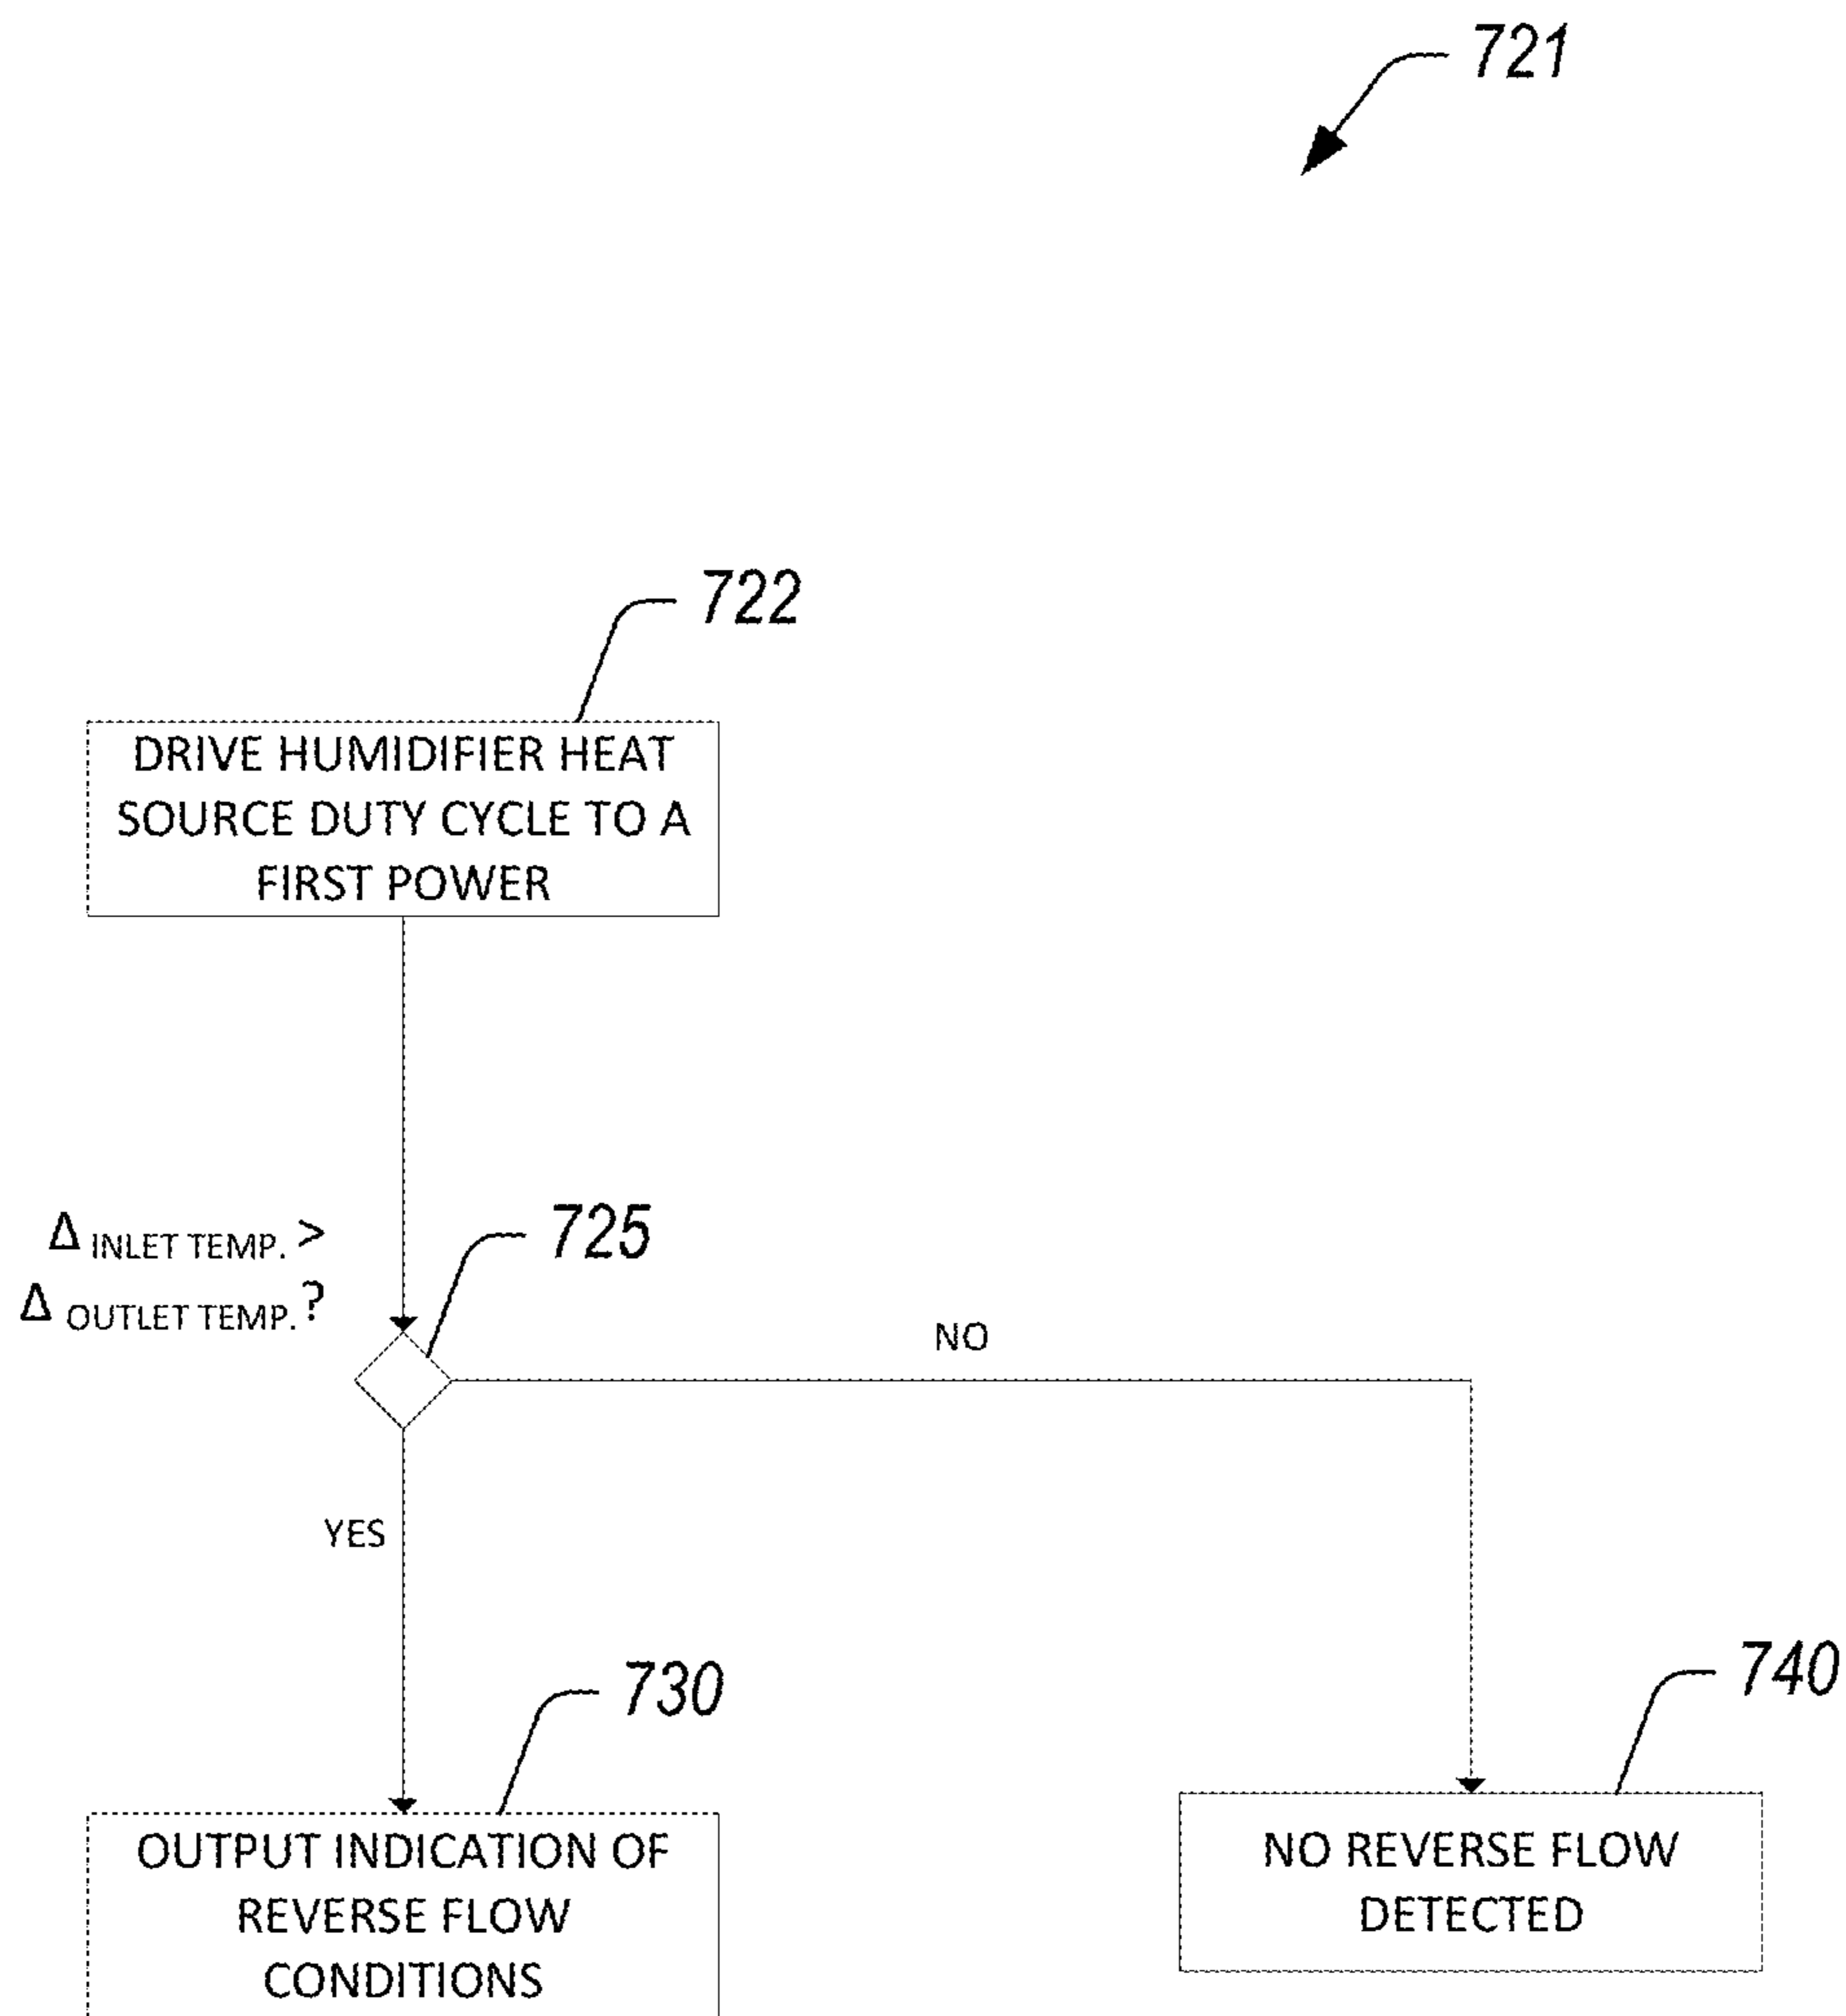 721
722
DRIVE HUMIDIFIER HEAT
SOURCE DUTY CYCLE TO A
FIRST POWER
Δ INLET TEMP. >
Δ OUTLET TEMP. ?
725
NO
YES
730
740
OUTPUT INDICATION OF
REVERSE FLOW
CONDITIONS
NO REVERSE FLOW
DETECTED